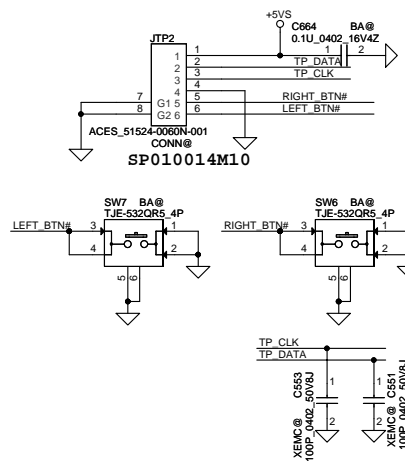 +5VS
JTP2
C664 BA@
0.1U_0402_16V4Z
1 1 1 2
2 2 TP_DATA
3 3 TP_CLK
4 4
7 G1 5 5 RIGHT_BTN#
8 G2 6 6 LEFT_BTN#
ACES_51524-0060N-001
CONN@
SP010014M10
SW7 BA@
TJE-532QR5_4P
LEFT_BTN# 3 1
4 2
5 6
SW6 BA@
TJE-532QR5_4P
RIGHT_BTN# 3 1
4 2
5 6
TP_CLK
TP_DATA
1 1
2 2
XEMC@ C553
100P_0402_50V8J
XEMC@ C551
100P_0402_50V8J